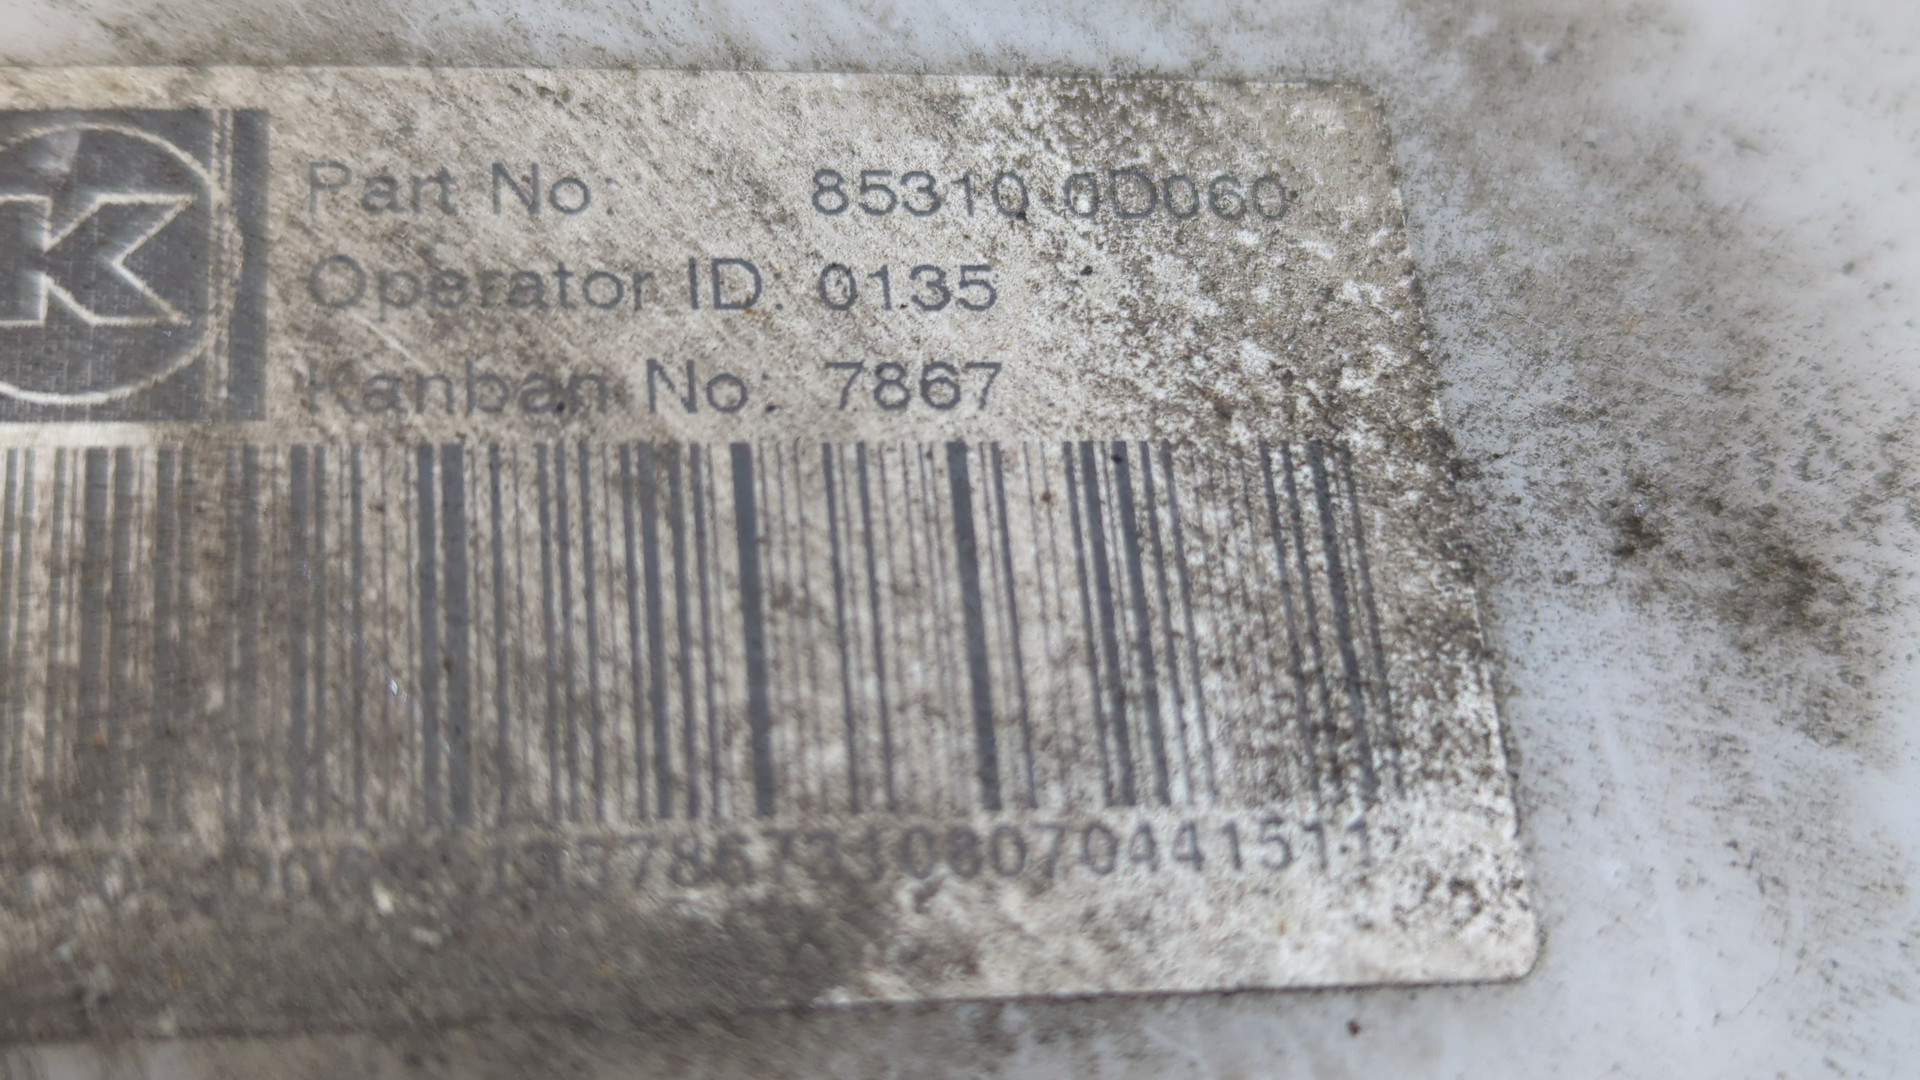 K
Part No: 85310 0D060
Operator ID: 0135
Kanban No: 7867